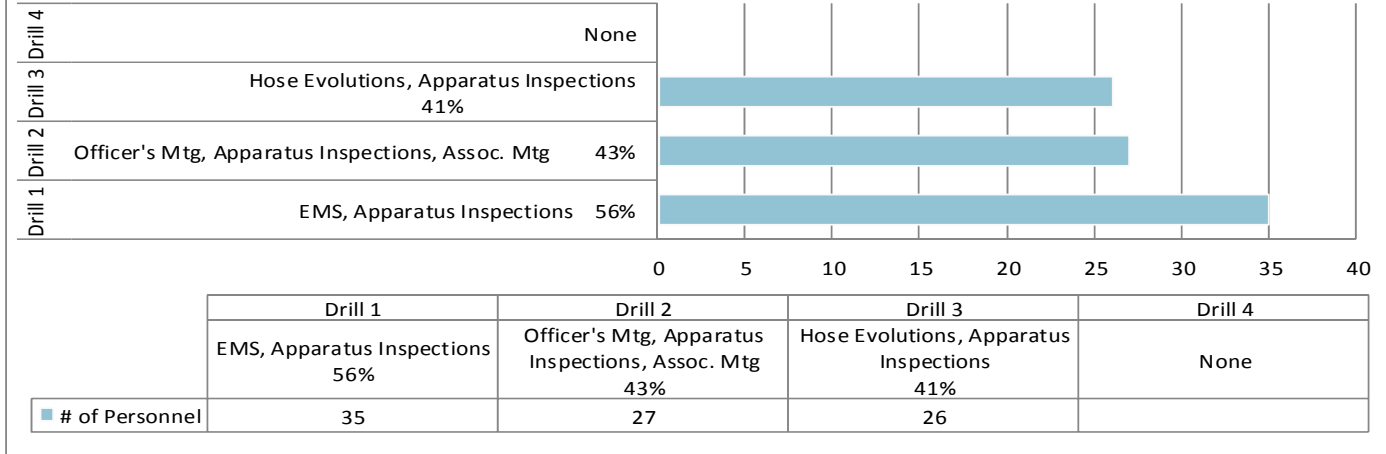 Drill 4
None
Drill 3
Hose Evolutions, Apparatus Inspections
41%
Drill 2
Officer's Mtg, Apparatus Inspections, Assoc. Mtg 43%
Drill 1
EMS, Apparatus Inspections 56%
0 5 10 15 20 25 30 35 40
Drill 1 Drill 2 Drill 3 Drill 4
EMS, Apparatus Inspections
56%
Officer's Mtg, Apparatus
Inspections, Assoc. Mtg
43%
Hose Evolutions, Apparatus
Inspections
41%
None
# of Personnel 35 27 26